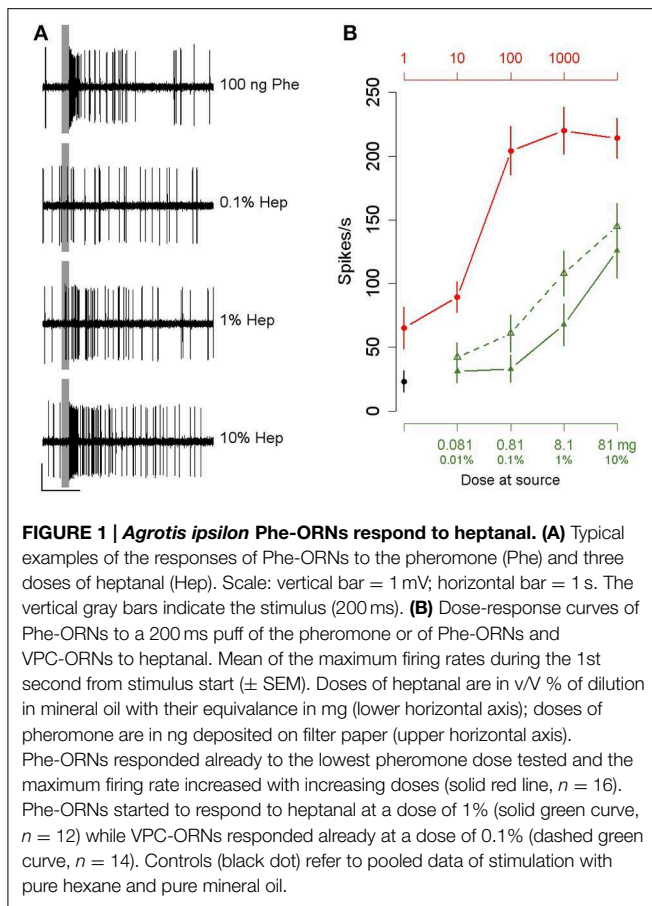 A
100 ng Phe
0.1% Hep
1% Hep
10% Hep
B
1 10 100 1000
250
200
150
100
50
0
Spikes/s
0.081 0.81 8.1 81 mg
0.01% 0.1% 1% 10%
Dose at source
FIGURE 1 | Agrotis ipsilon Phe-ORNs respond to heptanal. (A) Typical
examples of the responses of Phe-ORNs to the pheromone (Phe) and three
doses of heptanal (Hep). Scale: vertical bar = 1 mV; horizontal bar = 1 s. The
vertical gray bars indicate the stimulus (200 ms). (B) Dose-response curves of
Phe-ORNs to a 200 ms puff of the pheromone or of Phe-ORNs and
VPC-ORNs to heptanal. Mean of the maximum firing rates during the 1st
second from stimulus start (± SEM). Doses of heptanal are in v/V % of dilution
in mineral oil with their equivalance in mg (lower horizontal axis); doses of
pheromone are in ng deposited on filter paper (upper horizontal axis).
Phe-ORNs responded already to the lowest pheromone dose tested and the
maximum firing rate increased with increasing doses (solid red line, n = 16).
Phe-ORNs started to respond to heptanal at a dose of 1% (solid green curve,
n = 12) while VPC-ORNs responded already at a dose of 0.1% (dashed green
curve, n = 14). Controls (black dot) refer to pooled data of stimulation with
pure hexane and pure mineral oil.